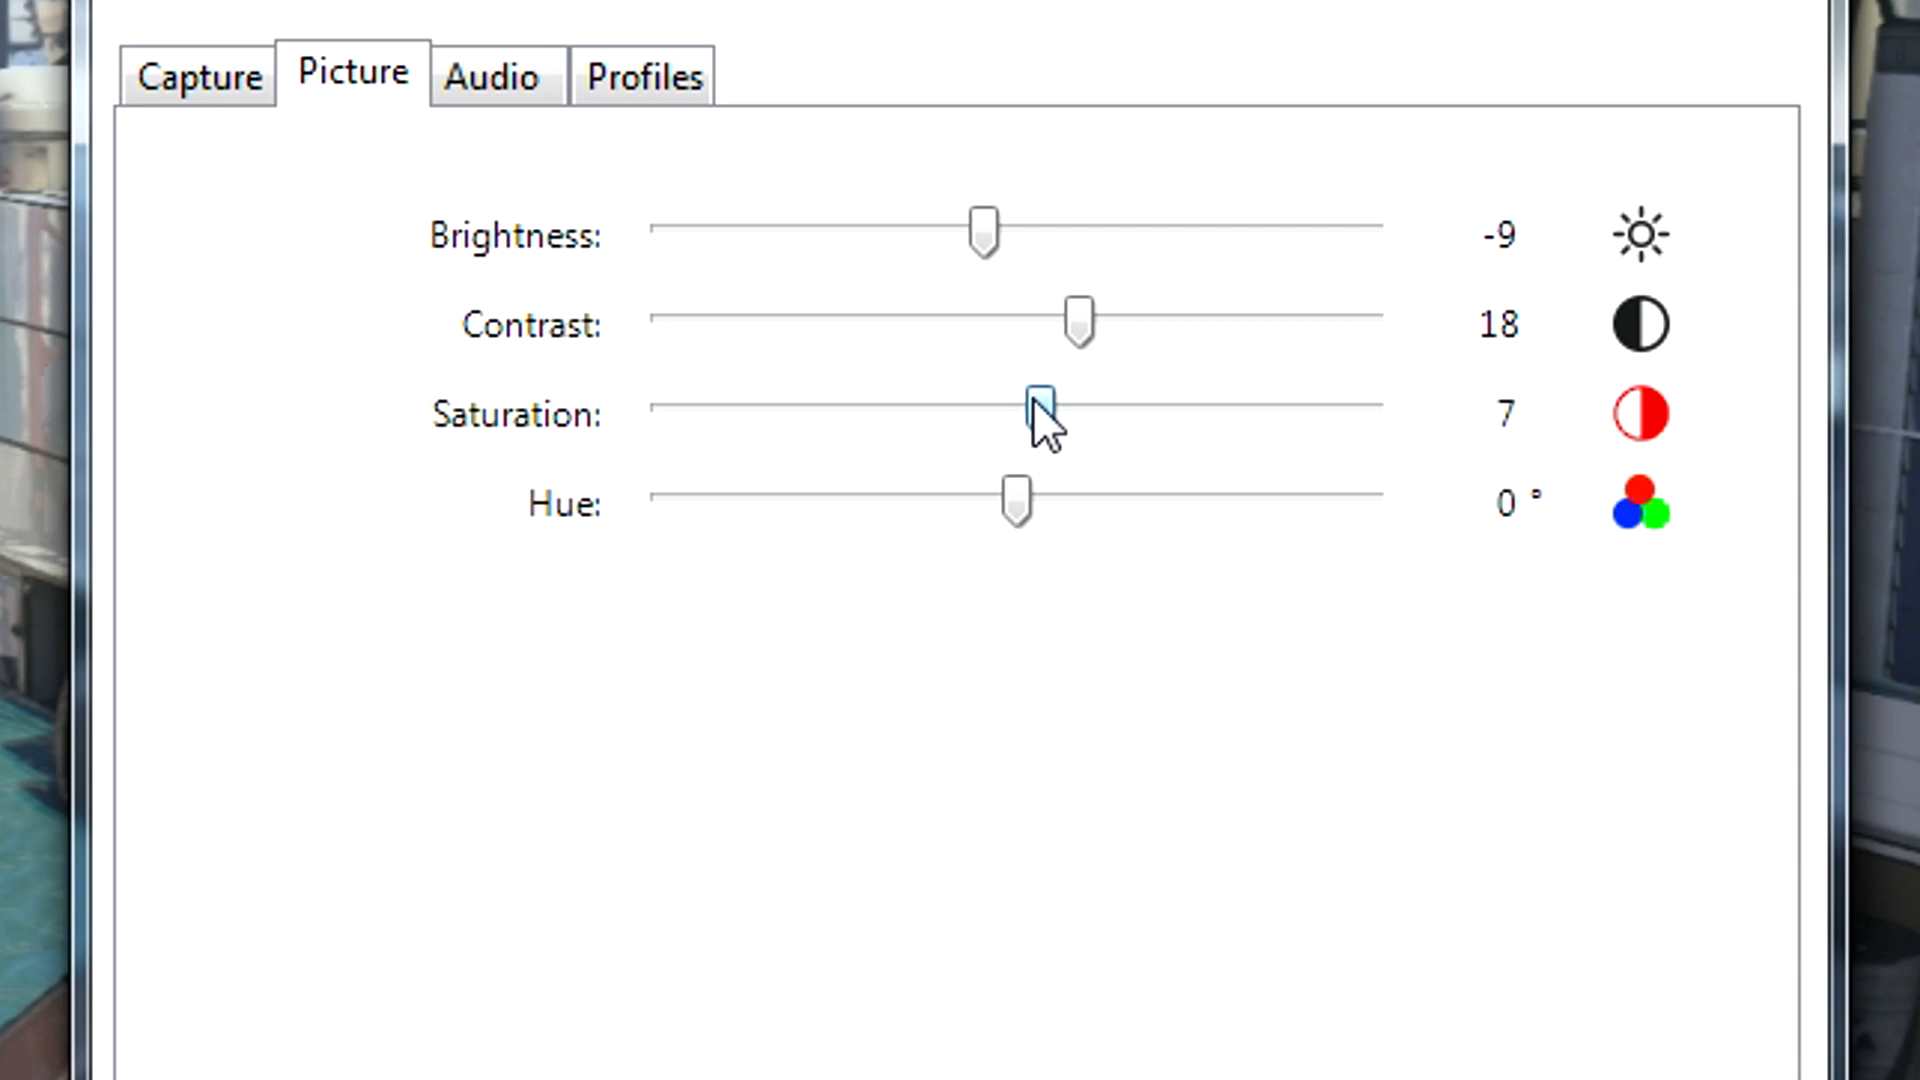 Capture Picture Audio Profiles
Brightness: -9
Contrast: 18
Saturation: 7
Hue: 0 °